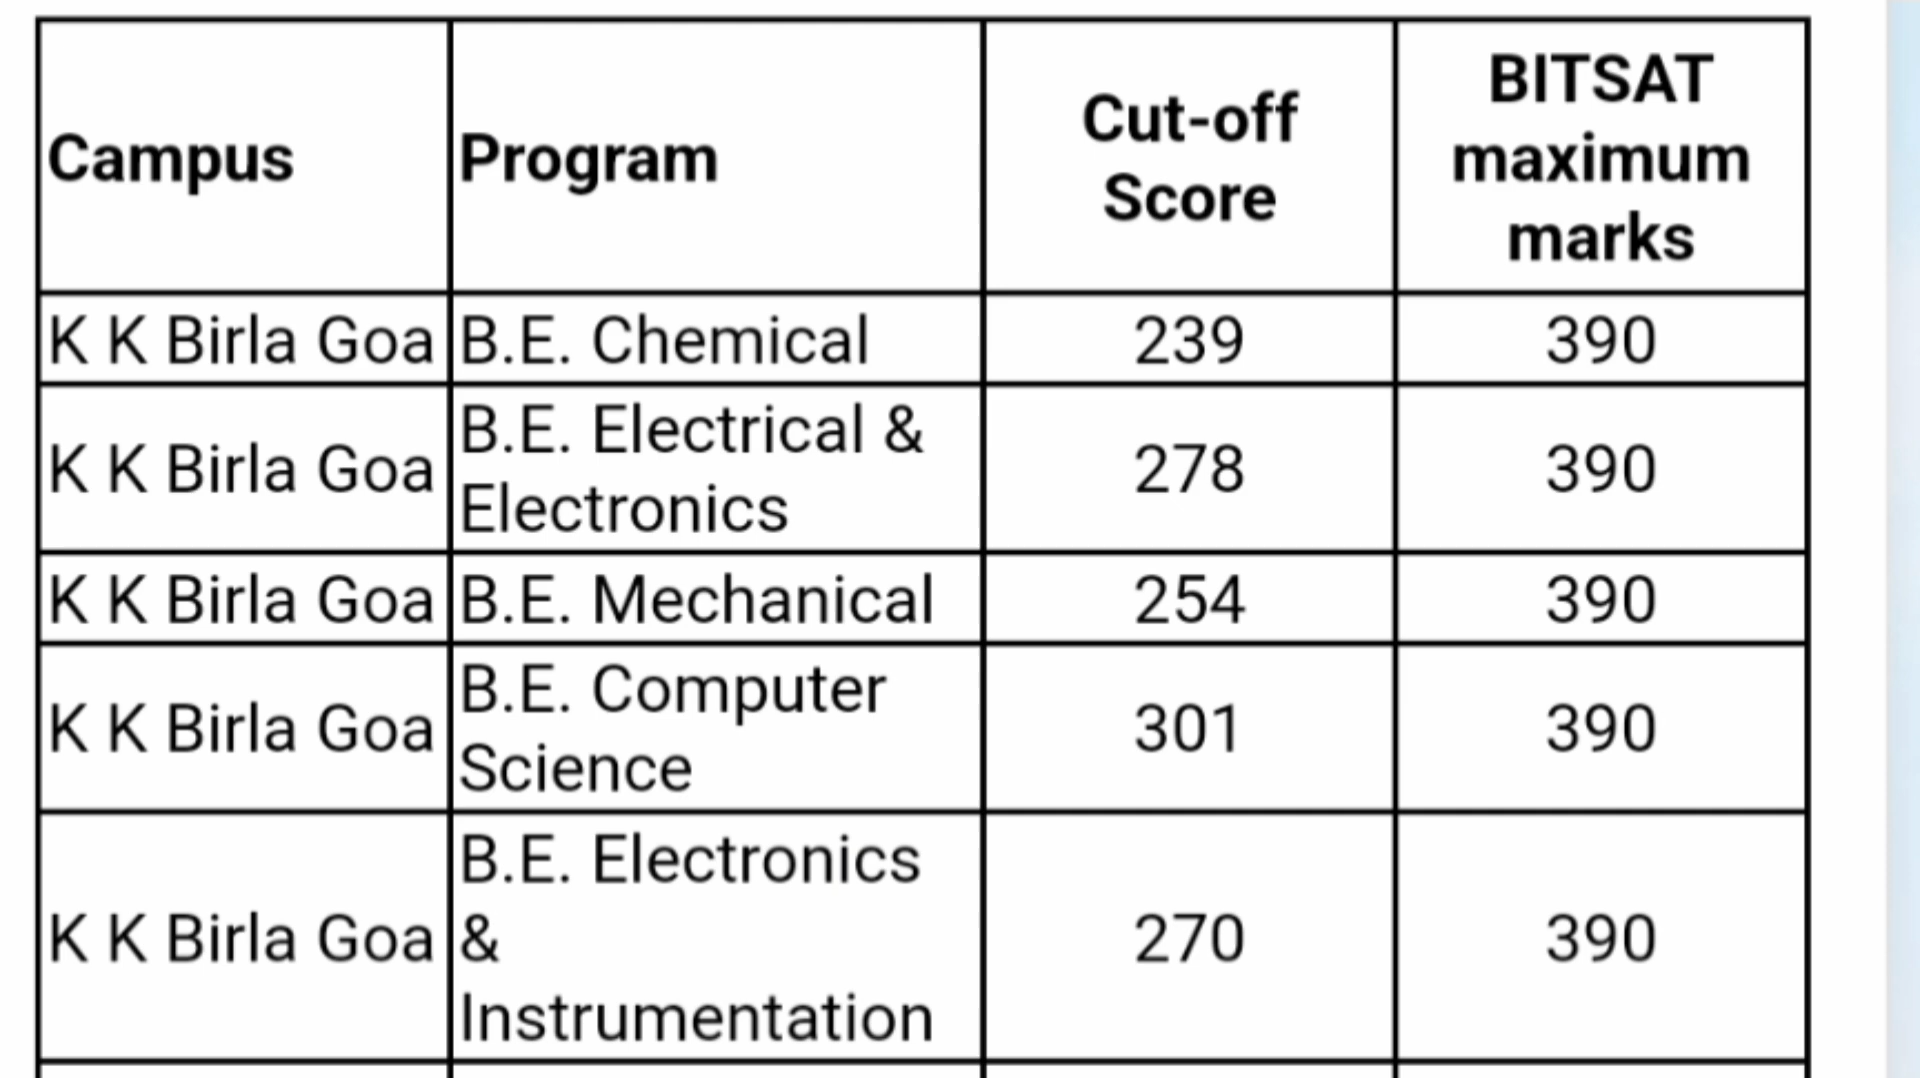 Campus Program Cut-off Score BITSAT maximum marks
K K Birla Goa B.E. Chemical 239 390
K K Birla Goa B.E. Electrical & Electronics 278 390
K K Birla Goa B.E. Mechanical 254 390
K K Birla Goa B.E. Computer Science 301 390
K K Birla Goa B.E. Electronics & Instrumentation 270 390